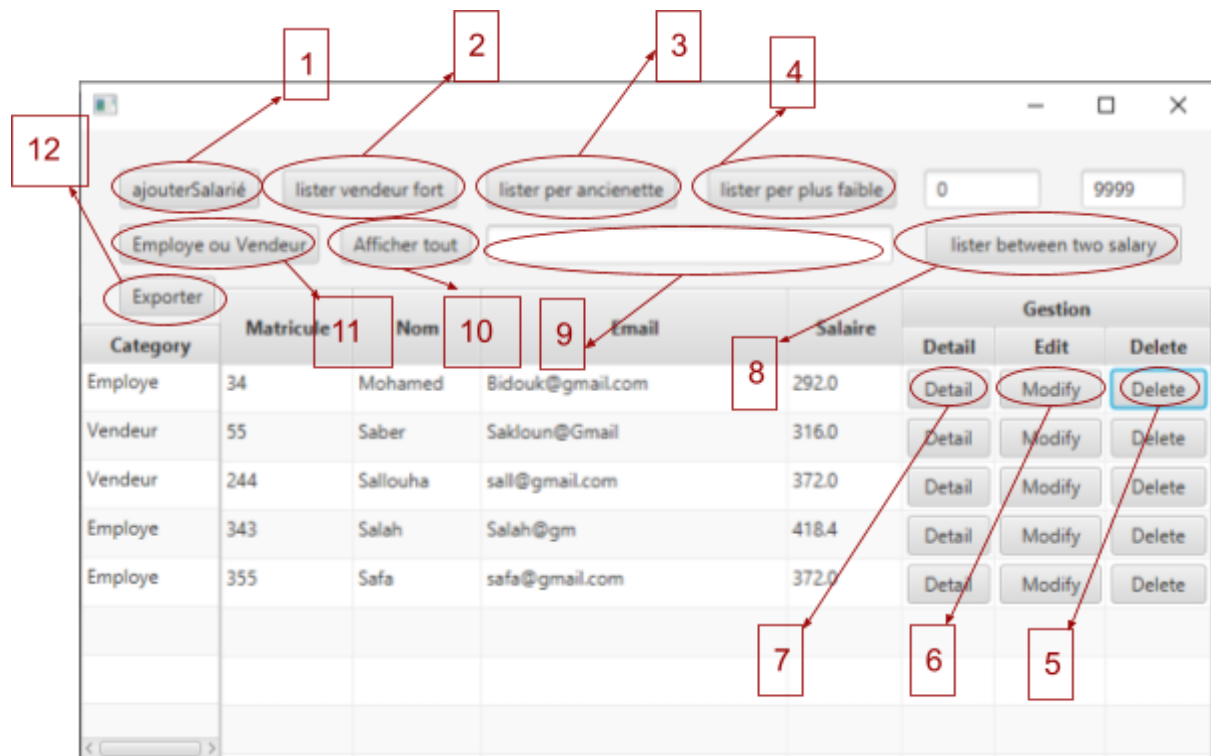 1
2
3
4
12
ajouterSalarié
lister vendeur fort
lister per ancienette
lister per plus faible
0
9999
Employe ou Vendeur
Afficher tout
lister between two salary
Exporter
11
10
9
8
Category
Matricule
Nom
Email
Salaire
Gestion
Detail
Edit
Delete
Employe 34 Mohamed Bidouk@gmail.com 292.0 Detail Modify Delete
Vendeur 55 Saber Sakloun@Gmail 316.0 Detail Modify Delete
Vendeur 244 Sallouha sall@gmail.com 372.0 Detail Modify Delete
Employe 343 Salah Salah@gm 418.4 Detail Modify Delete
Employe 355 Safa safa@gmail.com 372.0 Detail Modify Delete
7
6
5